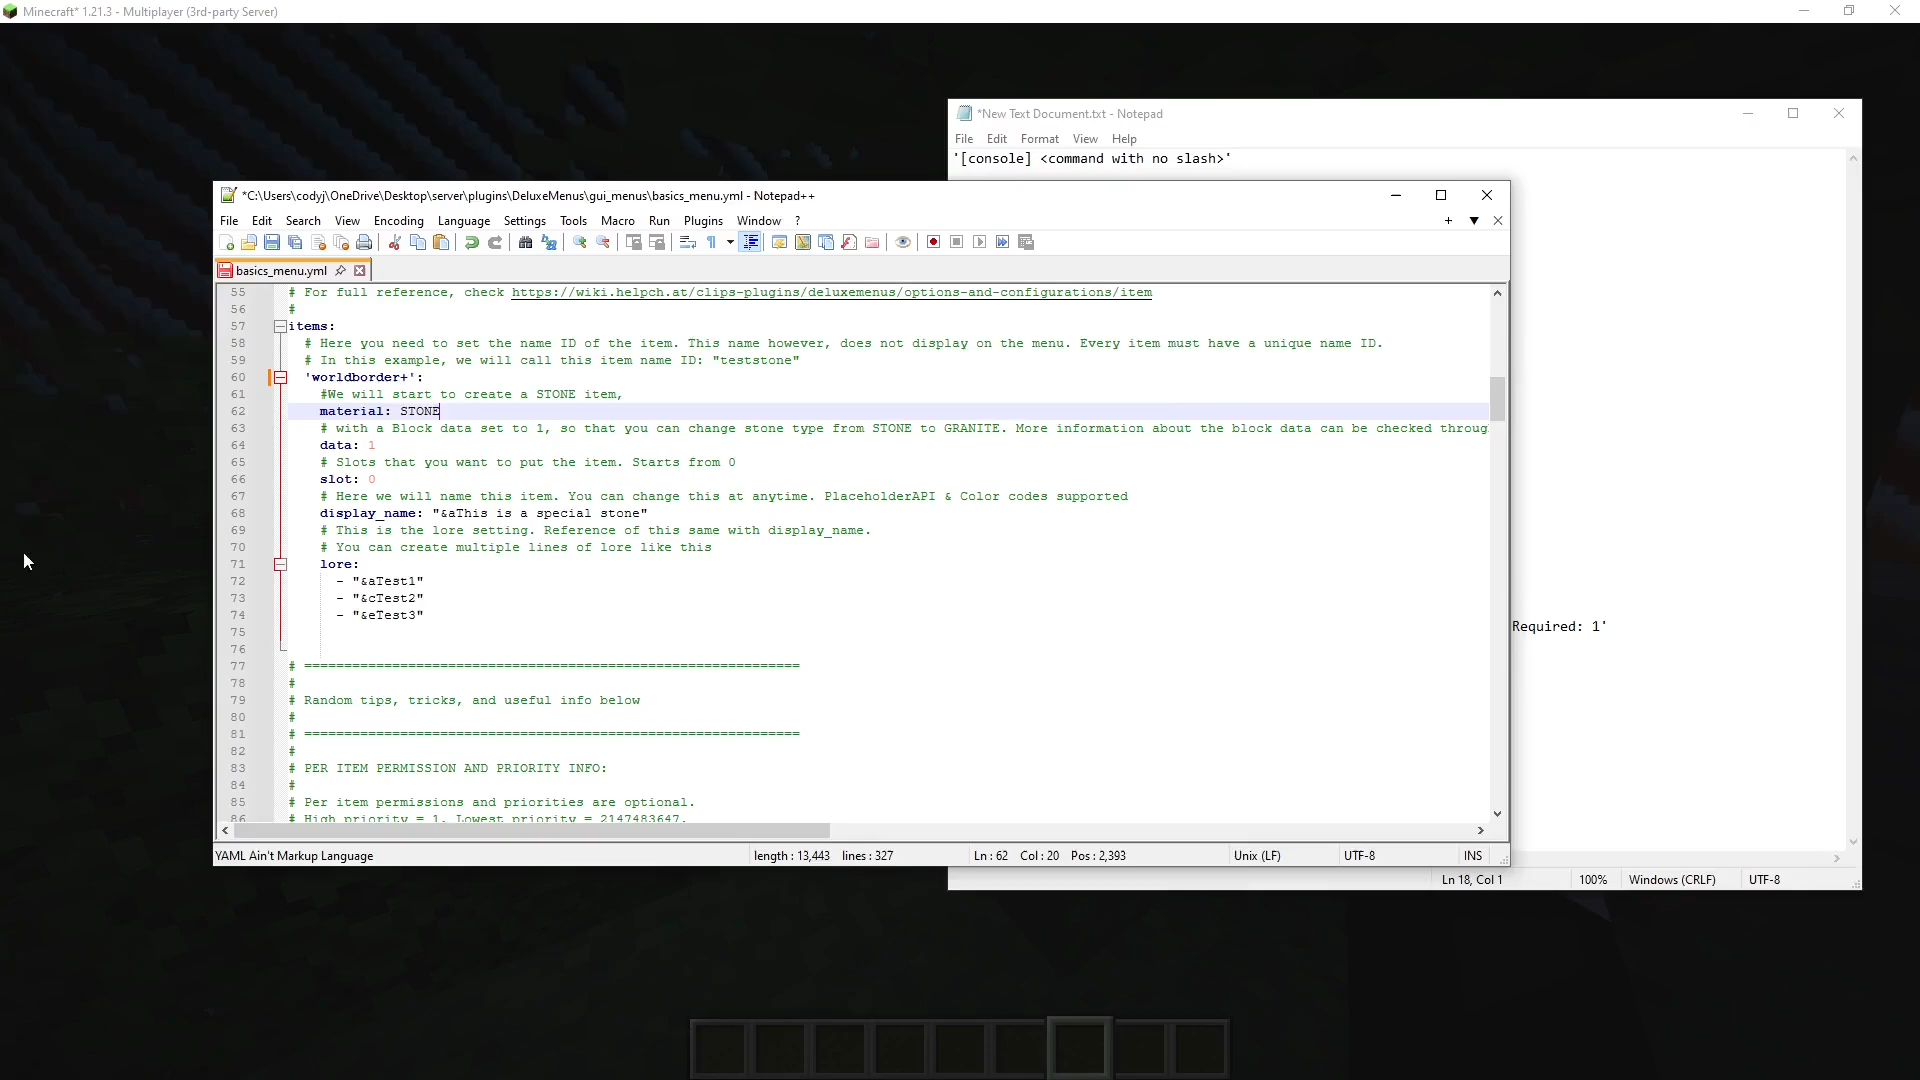 Minecraft* 1.21.3 - Multiplayer (3rd-party Server)
*New Text Document.txt - Notepad
File Edit Format View Help
'[console] <command with no slash>'
*C:\Users\codyj\OneDrive\Desktop\server\plugins\DeluxeMenus\gui_menus\basics_menu.yml - Notepad++
File Edit Search View Encoding Language Settings Tools Macro Run Plugins Window ?
basics_menu.yml
55 # For full reference, check https://wiki.helpch.at/clips-plugins/deluxemenus/options-and-configurations/item
56 #
57 items:
58 # Here you need to set the name ID of the item. This name however, does not display on the menu. Every item must have a unique name ID.
59 # In this example, we will call this item name ID: "teststone"
60 'worldborder+':
61 #We will start to create a STONE item,
62 material: STONE
63 # with a Block data set to 1, so that you can change stone type from STONE to GRANITE. More information about the block data can be checked throug
64 data: 1
65 # Slots that you want to put the item. Starts from 0
66 slot: 0
67 # Here we will name this item. You can change this at anytime. PlaceholderAPI & Color codes supported
68 display_name: "&aThis is a special stone"
69 # This is the lore setting. Reference of this same with display_name.
70 # You can create multiple lines of lore like this
71 lore:
72 - "&aTest1"
73 - "&cTest2"
74 - "&eTest3"
75
76
77 # ==============================================================
78 #
79 # Random tips, tricks, and useful info below
80 #
81 # ==============================================================
82 #
83 # PER ITEM PERMISSION AND PRIORITY INFO:
84 #
85 # Per item permissions and priorities are optional.
86 # High priority = 1. Lowest priority = 2147483647.
Required: 1'
YAML Ain't Markup Language length : 13,443 lines : 327 Ln : 62 Col : 20 Pos : 2,393 Unix (LF) UTF-8 INS
Ln 18, Col 1 100% Windows (CRLF) UTF-8